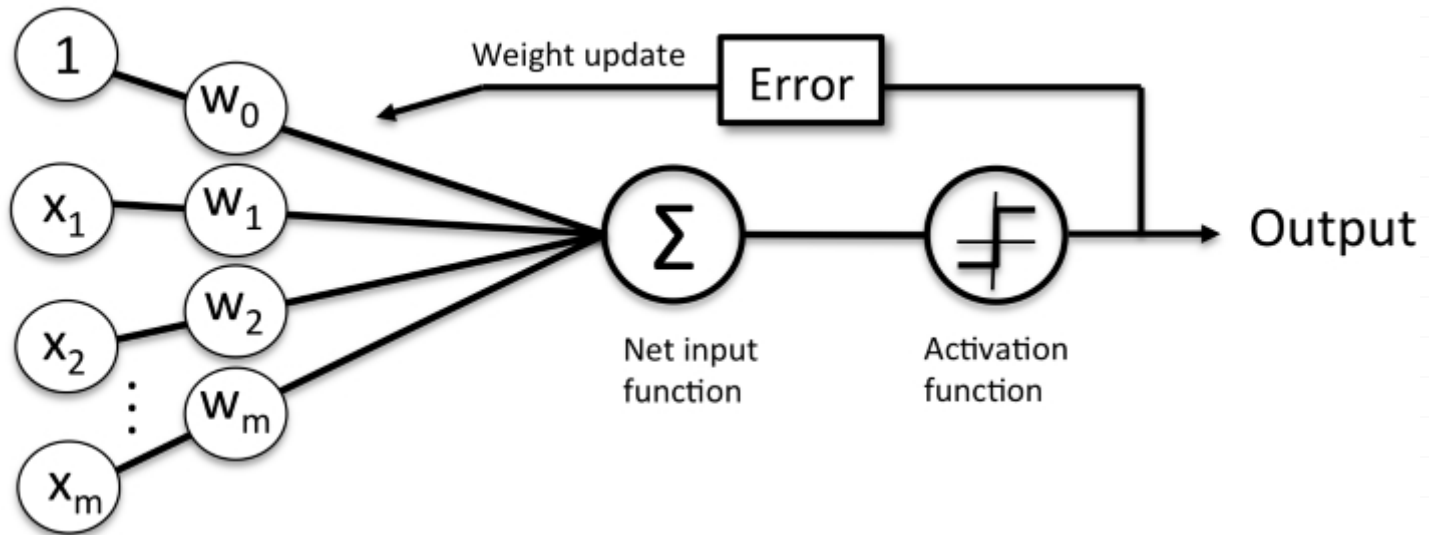 1
w₀
Weight update
Error
x₁
w₁
Σ
Output
x₂
w₂
⋮
Net input
function
Activation
function
wₘ
xₘ